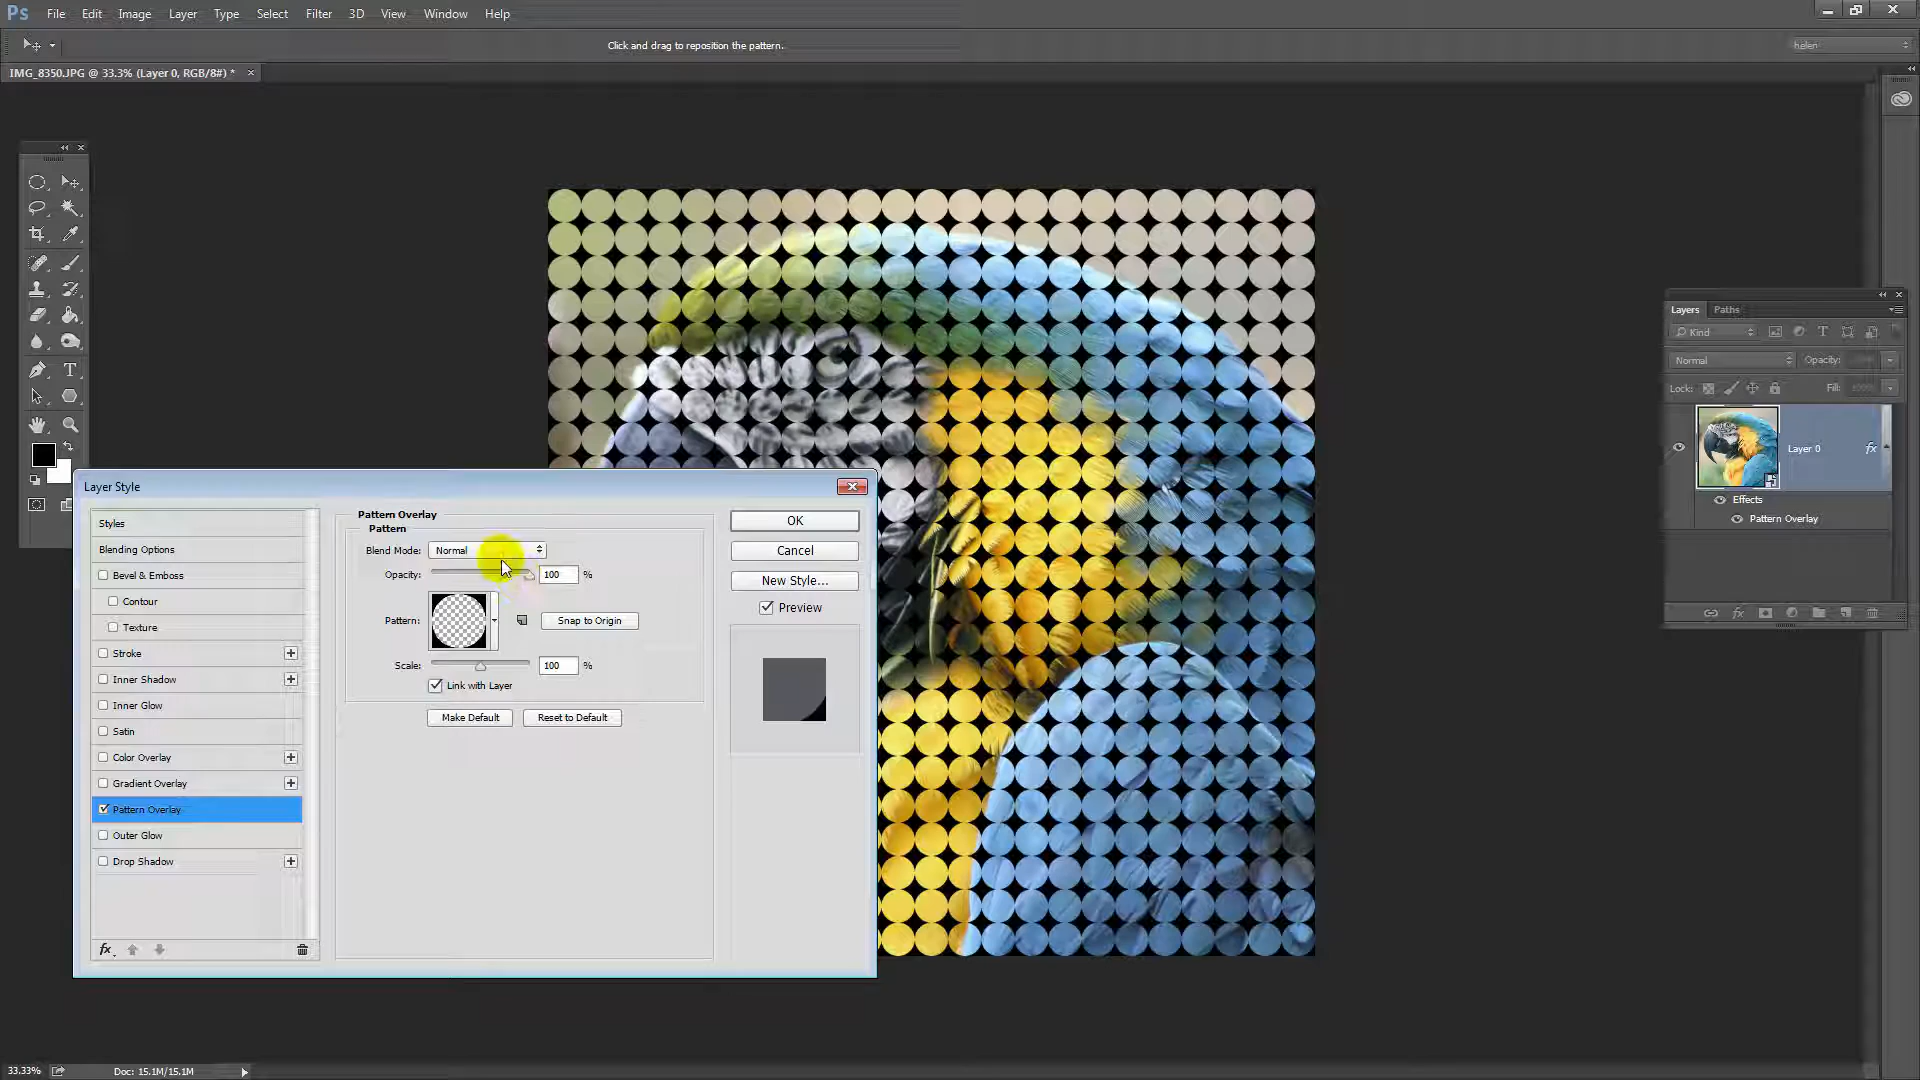 Ps File Edit Image Layer Type Select Filter 3D View Window Help
Click and drag to reposition the pattern.
helen
IMG_8350.JPG @ 33.3% (Layer 0, RGB/8#) *
Layers Paths
Kind
Normal Opacity:
Lock: Fill:
Layer 0 fx
Effects
Pattern Overlay
Layer Style
Styles
Blending Options
Bevel & Emboss
Contour
Texture
Stroke
Inner Shadow
Inner Glow
Satin
Color Overlay
Gradient Overlay
Pattern Overlay
Outer Glow
Drop Shadow
fx
Pattern Overlay
Pattern
Blend Mode: Normal
Opacity: 100 %
Pattern: Snap to Origin
Scale: 100 %
Link with Layer
Make Default Reset to Default
OK
Cancel
New Style...
Preview
33.33% Doc: 15.1M/15.1M